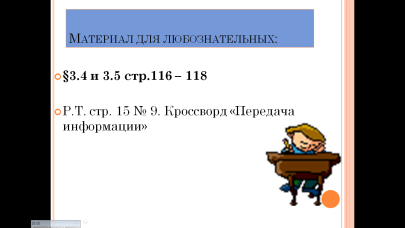 Материал для любознательных:
§3.4 и 3.5 стр.116 – 118
Р.Т. стр. 15 № 9. Кроссворд «Передача
информации»